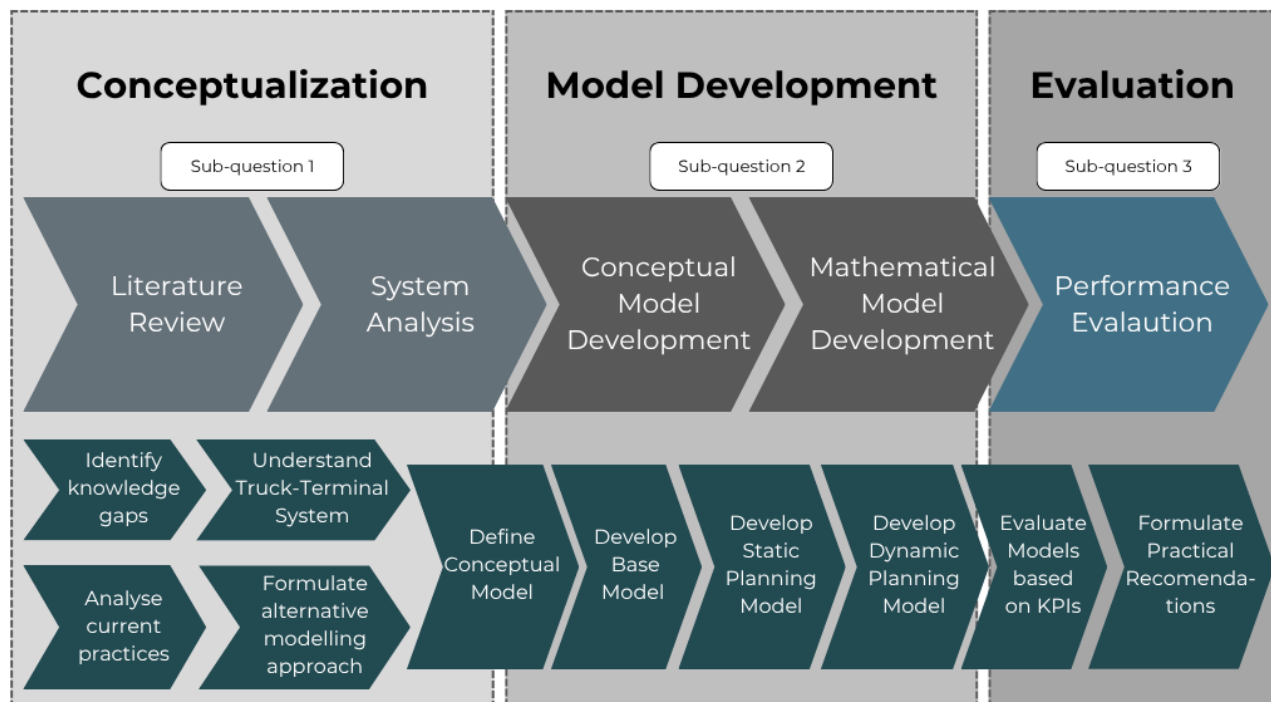 Conceptualization
Model Development
Evaluation
Sub-question 1
Sub-question 2
Sub-question 3
Literature
Review
System
Analysis
Conceptual
Model
Development
Mathematical
Model
Development
Performance
Evalaution
Identify
knowledge
gaps
Understand
Truck-Terminal
System
Analyse
current
practices
Formulate
alternative
modelling
approach
Define
Conceptual
Model
Develop
Base
Model
Develop
Static
Planning
Model
Develop
Dynamic
Planning
Model
Evaluate
Models
based
on KPIs
Formulate
Practical
Recomenda-
tions